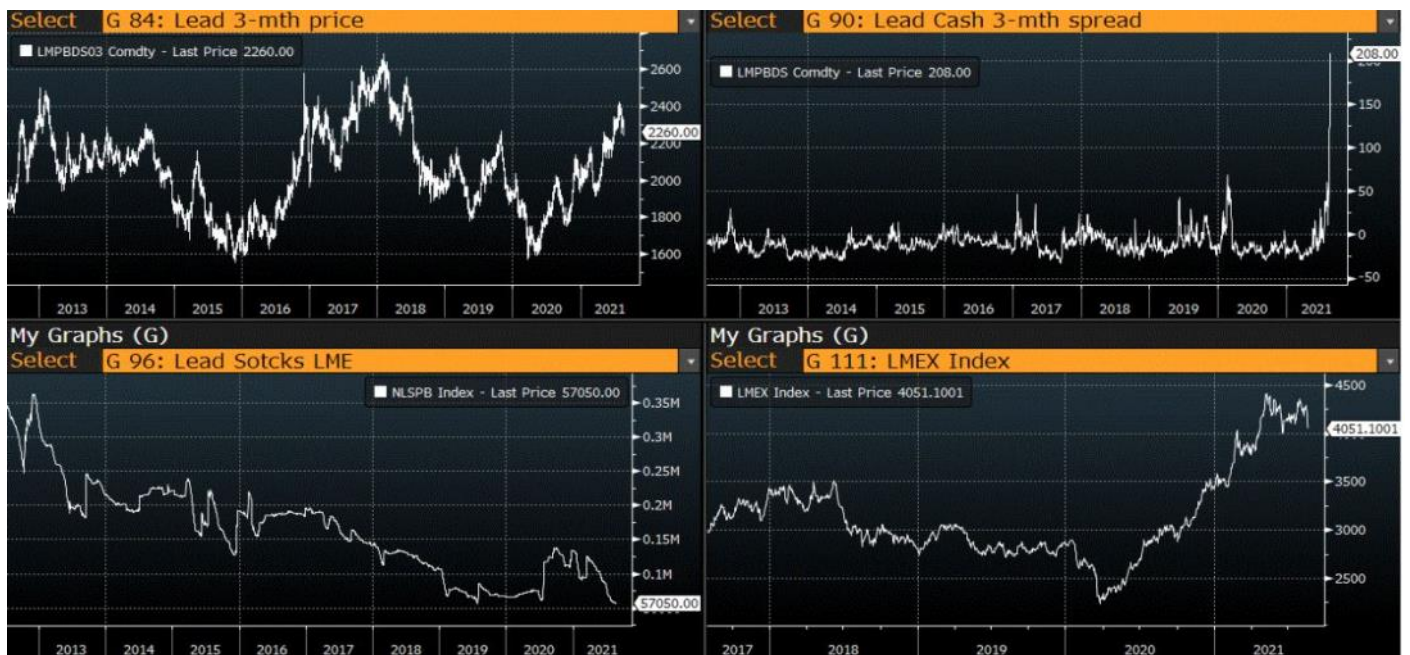 Select G 84: Lead 3-mth price
LMPBDS03 Comdty - Last Price 2260.00
2600
2400
2260.00
2200
2000
1800
1600
2013 2014 2015 2016 2017 2018 2019 2020 2021
Select G 90: Lead Cash 3-mth spread
LMPBDS Comdty - Last Price 208.00
208.00
150
100
50
0
-50
2013 2014 2015 2016 2017 2018 2019 2020 2021
My Graphs (G)
Select G 96: Lead Sotcks LME
NLSPB Index - Last Price 57050.00
0.35M
0.3M
0.25M
0.2M
0.15M
0.1M
57050.00
2013 2014 2015 2016 2017 2018 2019 2020 2021
My Graphs (G)
Select G 111: LMEX Index
LMEX Index - Last Price 4051.1001
4500
4051.1001
3500
3000
2500
2017 2018 2019 2020 2021